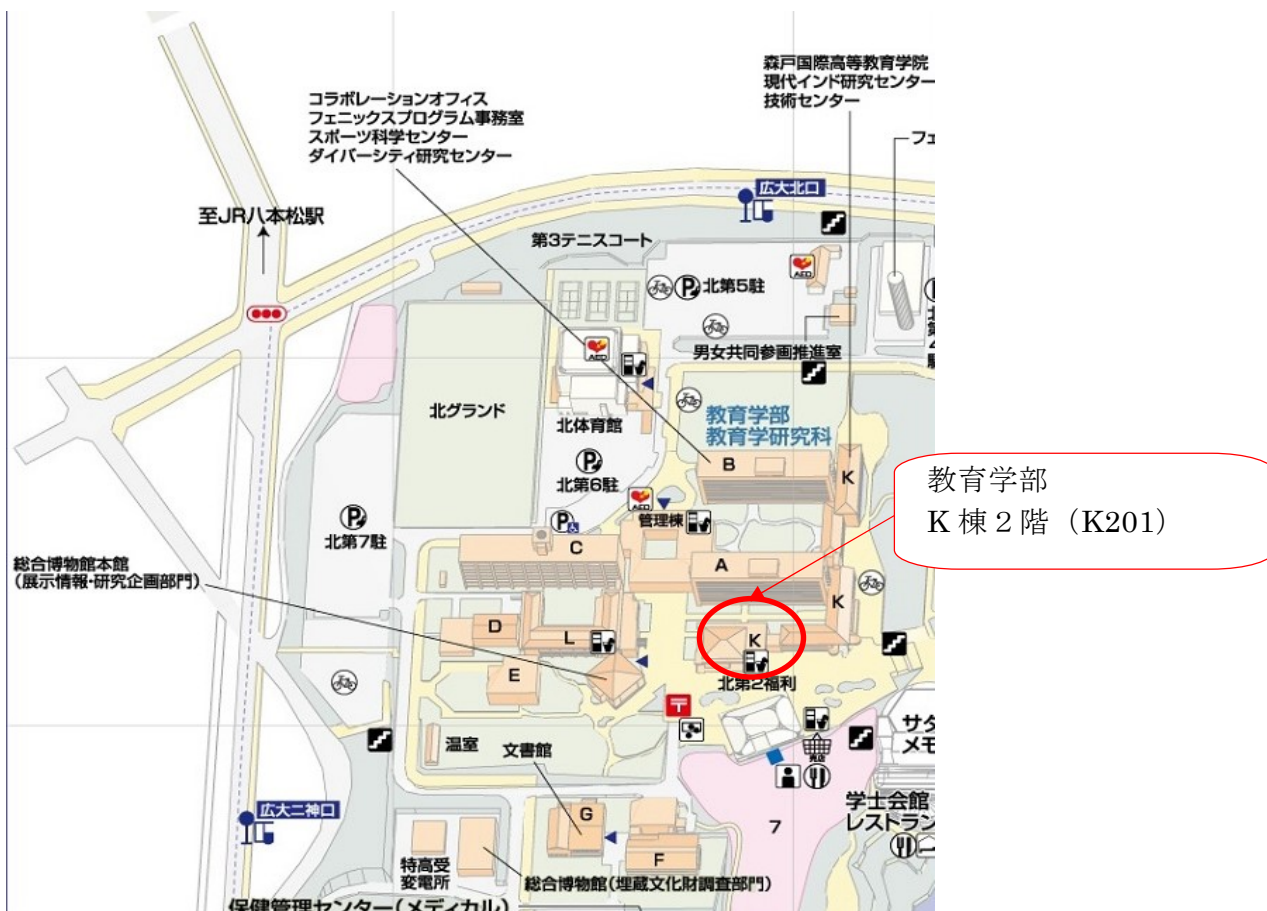 森戸国際高等教育学院
現代インド研究センター
技術センター
コラボレーションオフィス
フェニックスプログラム事務室
スポーツ科学センター
ダイバーシティ研究センター
フェ
広大北口
至JR八本松駅
第3テニスコート
AED
P
北第5駐
男女共同参画推進室
AED
北グランド
北体育館
教育学部
教育学研究科
P
北第6駐
B
K
教育学部
K 棟２階（K201）
AED
管理棟
P
北第7駐
P
C
A
K
総合博物館本館
(展示情報・研究企画部門)
D
L
K
E
北第2福利
〒
温室
文書館
売店
サタ
メモ
学士会館
レストラン
広大二神口
G
7
F
特高受
変電所
総合博物館(埋蔵文化財調査部門)
保健管理センター(メディカル)